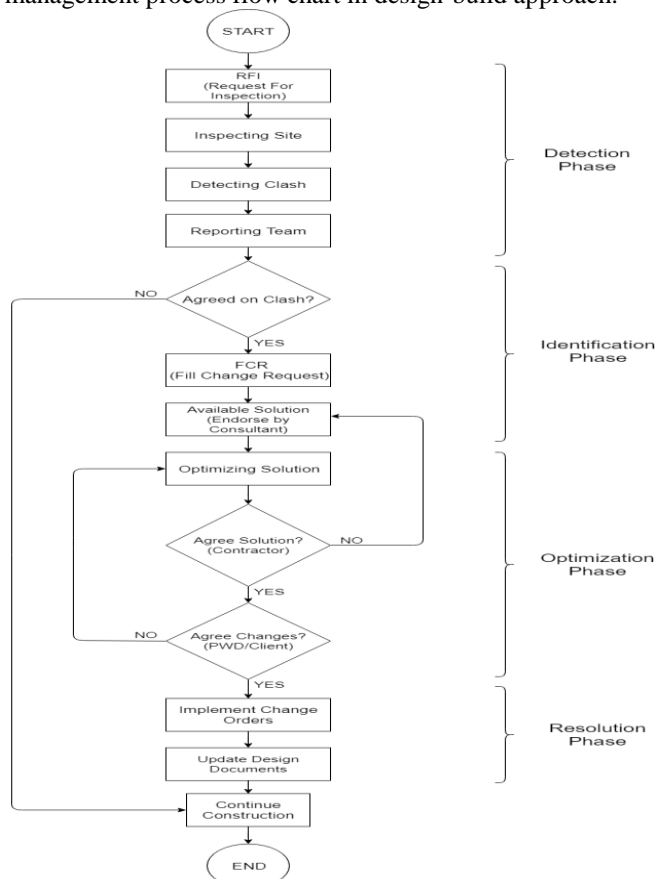 management process flow chart in design-build approach.
START
RFI
(Request For
Inspection)
Inspecting Site
Detecting Clash
Reporting Team
Detection
Phase
NO
Agreed on Clash?
YES
FCR
(Fill Change Request)
Available Solution
(Endorse by
Consultant)
Identification
Phase
Optimizing Solution
Agree Solution?
(Contractor)
NO
YES
NO
Agree Changes?
(PWD/Client)
Optimization
Phase
YES
Implement Change
Orders
Update Design
Documents
Resolution
Phase
Continue
Construction
END